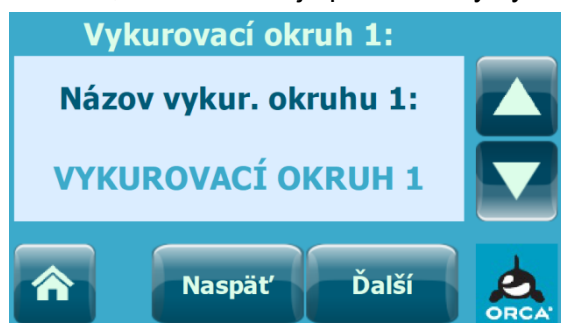 Vykurovací okruh 1:
Názov vykur. okruhu 1:
VYKUROVACÍ OKRUH 1
Naspäť
Ďalší
ORCA